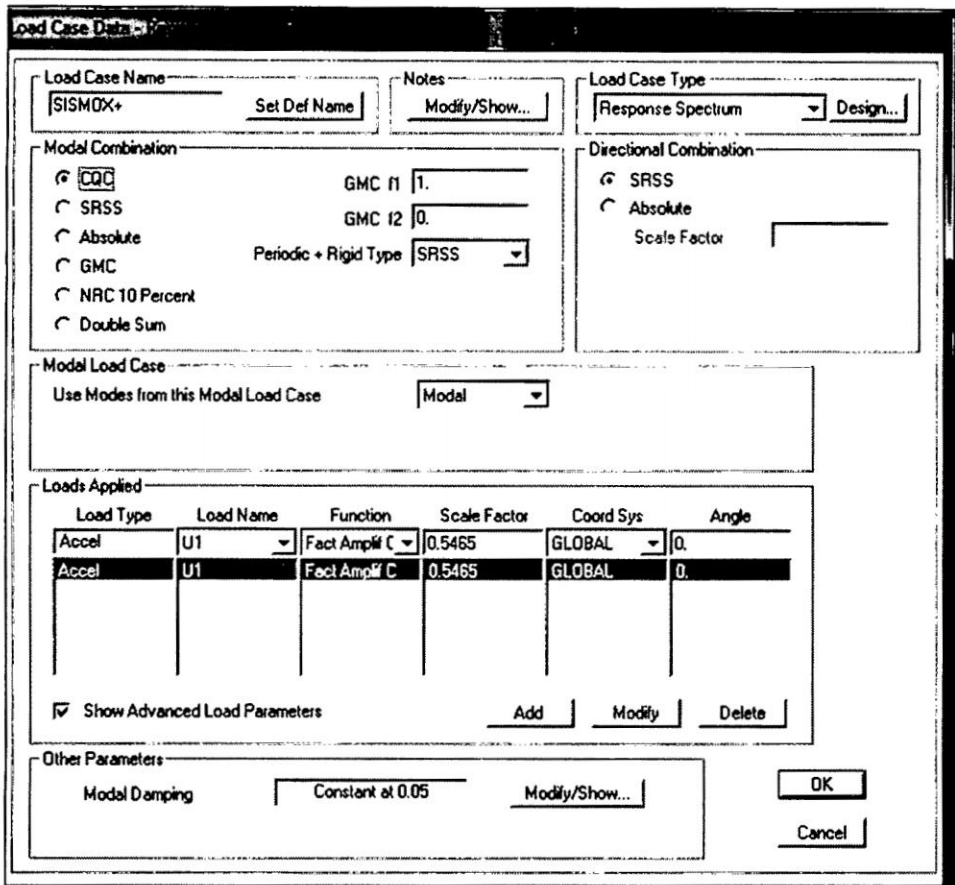 Load Case Data -
Load Case Name
SISMOX+
Set Def Name
Notes
Modify/Show...
Load Case Type
Response Spectrum
Design...
Modal Combination
CQC
SRSS
Absolute
GMC
NRC 10 Percent
Double Sum
GMC f1
1.
GMC f2
0.
Periodic + Rigid Type
SRSS
Directional Combination
SRSS
Absolute
Scale Factor
Modal Load Case
Use Modes from this Modal Load Case
Modal
Loads Applied
Load Type Load Name Function Scale Factor Coord Sys Angle
Accel U1 Fact Amplif C 0.5465 GLOBAL 0.
Accel U1 Fact Amplif C 0.5465 GLOBAL 0.
Show Advanced Load Parameters
Add
Modify
Delete
Other Parameters
Modal Damping
Constant at 0.05
Modify/Show...
OK
Cancel